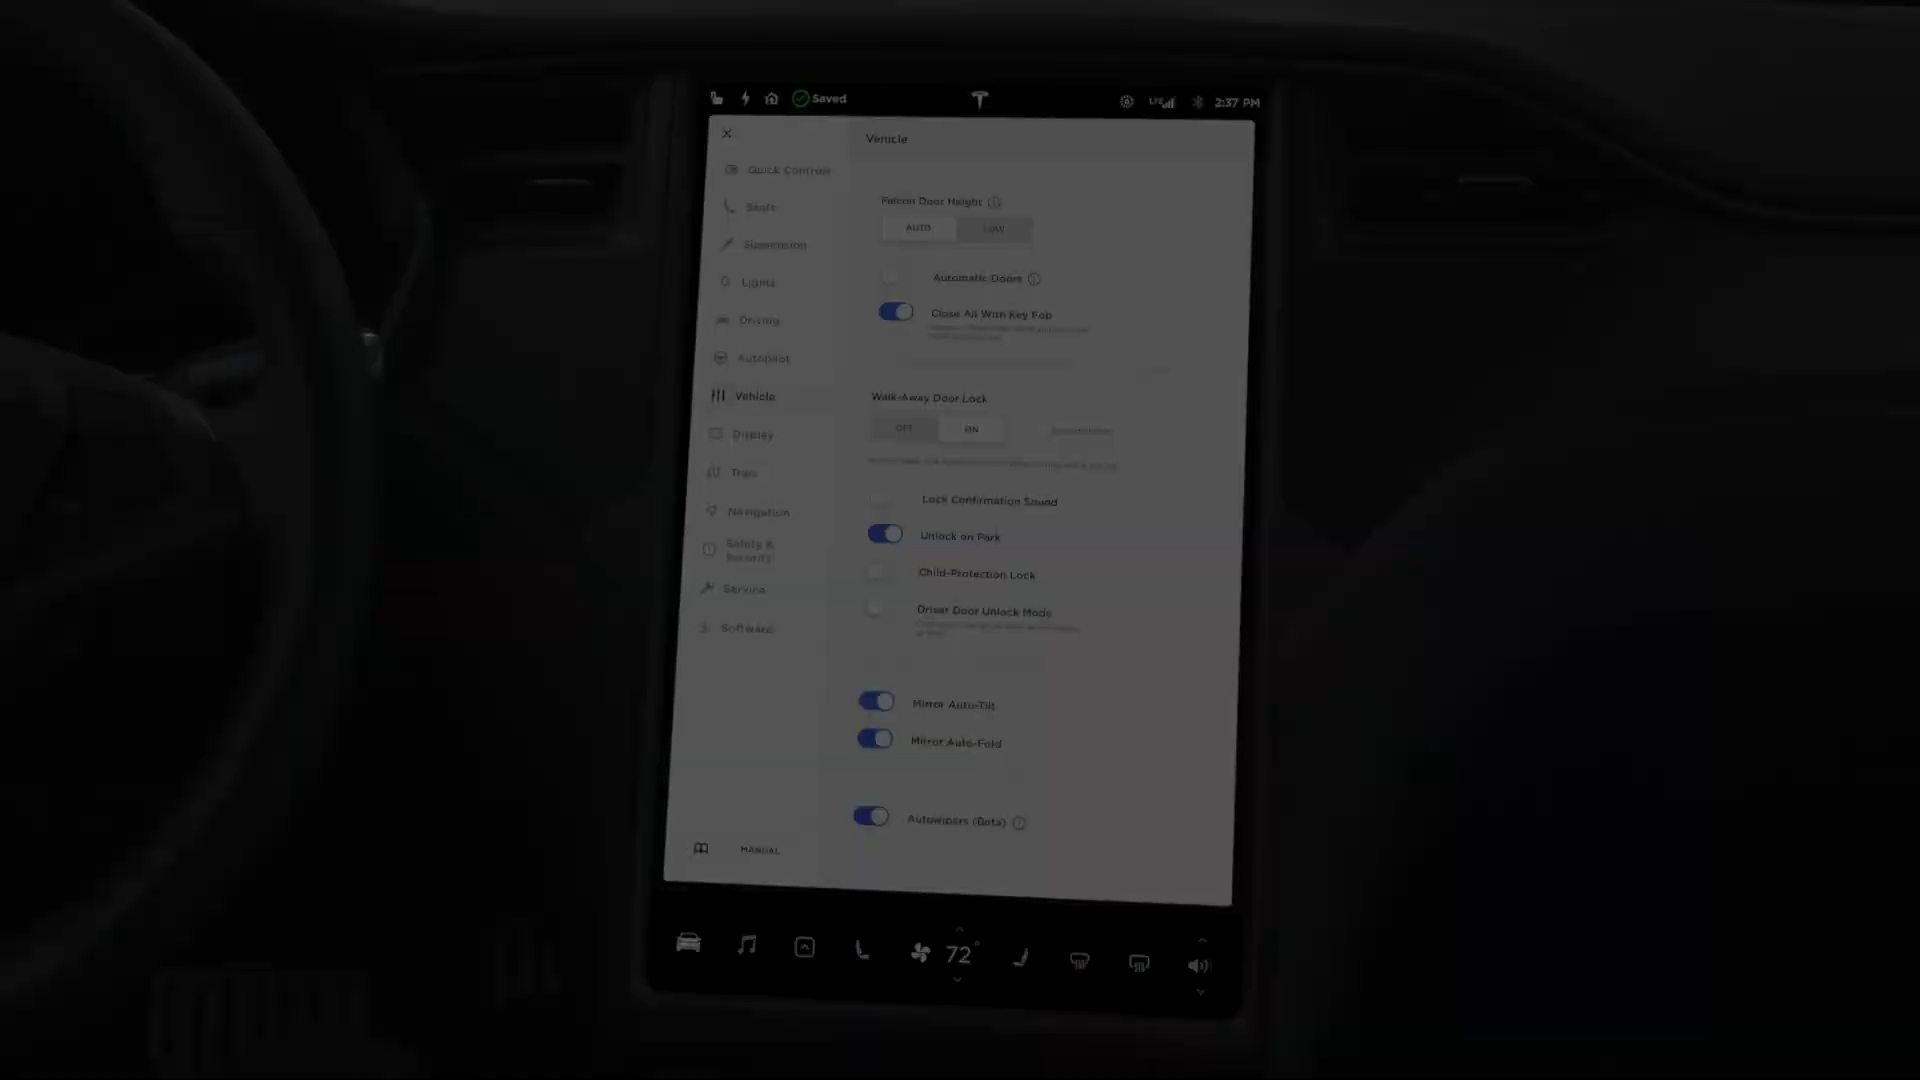 Saved
LTE
2:37 PM
Vehicle
Quick Controls
Seats
Suspension
Lights
Driving
Autopilot
Vehicle
Display
Trips
Navigation
Safety &
Security
Service
Software
MANUAL
Falcon Door Height
AUTO
LOW
Automatic Doors
Close All With Key Fob
Walk-Away Door Lock
OFF
ON
Lock Confirmation Sound
Unlock on Park
Child-Protection Lock
Driver Door Unlock Mode
Mirror Auto-Tilt
Mirror Auto-Fold
Autowipers (Beta)
72°